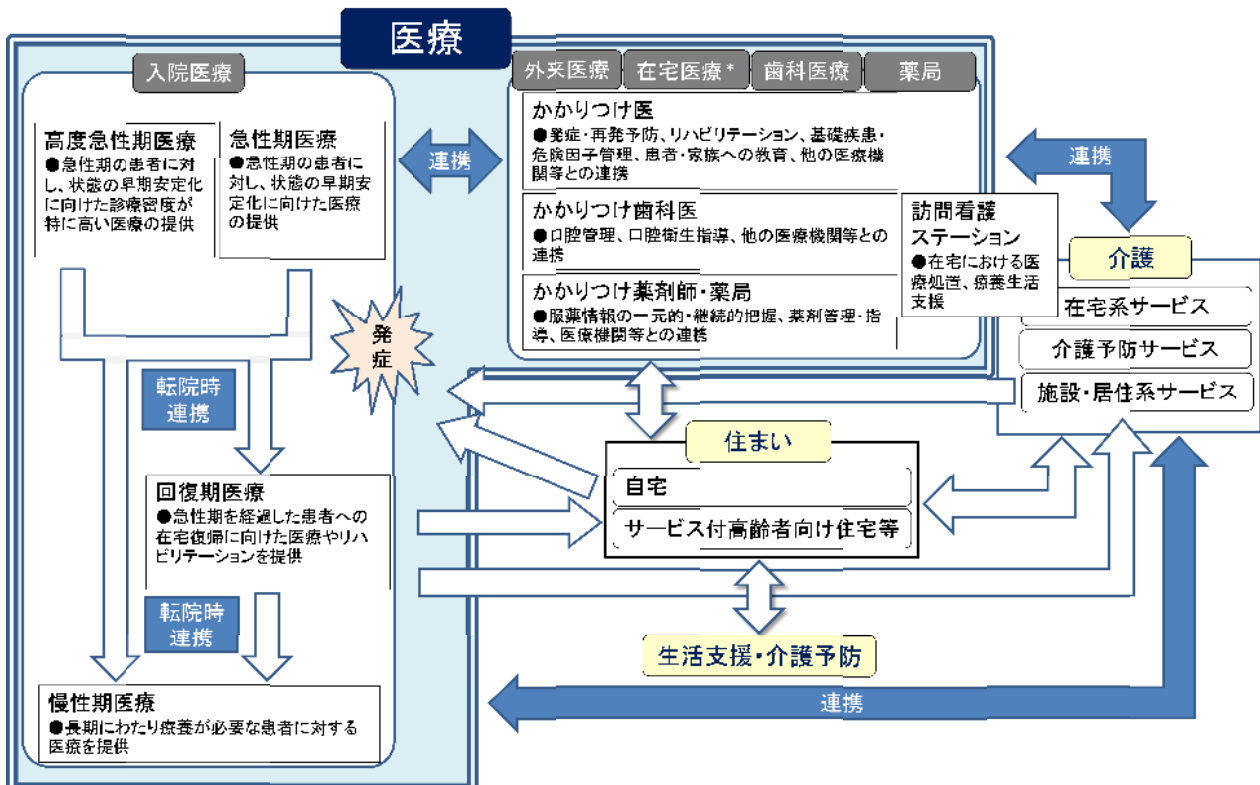 医療
入院医療
高度急性期医療
●急性期の患者に対
し、状態の早期安定化
に向けた診療密度が
特に高い医療の提供
急性期医療
●急性期の患者に
対し、状態の早期安
定化に向けた医療
の提供
転院時
連携
回復期医療
●急性期を経過した患者への
在宅復帰に向けた医療やリハ
ビリテーションを提供
転院時
連携
慢性期医療
●長期にわたり療養が必要な患者に対する
医療を提供
発
症
連携
外来医療
在宅医療*
歯科医療
薬局
かかりつけ医
●発症・再発予防、リハビリテーション、基礎疾患・
危険因子管理、患者・家族への教育、他の医療機
関等との連携
かかりつけ歯科医
●口腔管理、口腔衛生指導、他の医療機関等との
連携
かかりつけ薬剤師・薬局
●服薬情報の一元的・継続的把握、薬剤管理・指
導、医療機関等との連携
訪問看護
ステーション
●在宅における医
療処置、療養生活
支援
連携
介護
在宅系サービス
介護予防サービス
施設・居住系サービス
住まい
自宅
サービス付高齢者向け住宅等
生活支援・介護予防
連携